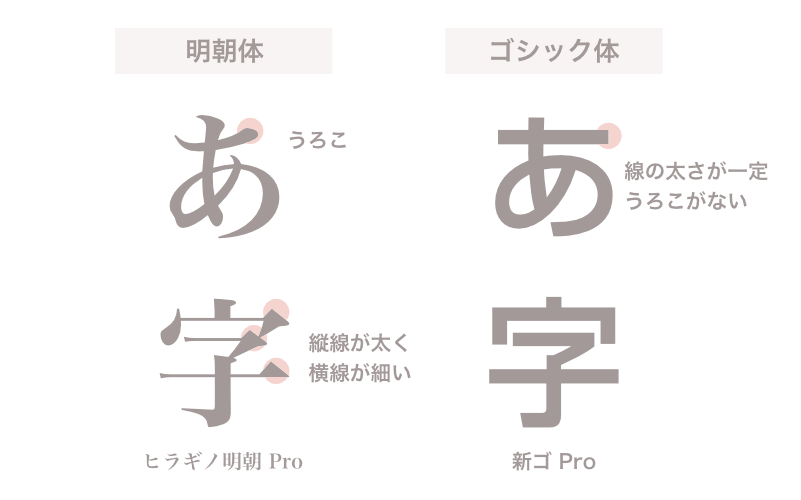 明朝体
ゴシック体
あ
うろこ
あ
線の太さが一定
うろこがない
字
縦線が太く
横線が細い
字
ヒラギノ明朝 Pro
新ゴ Pro